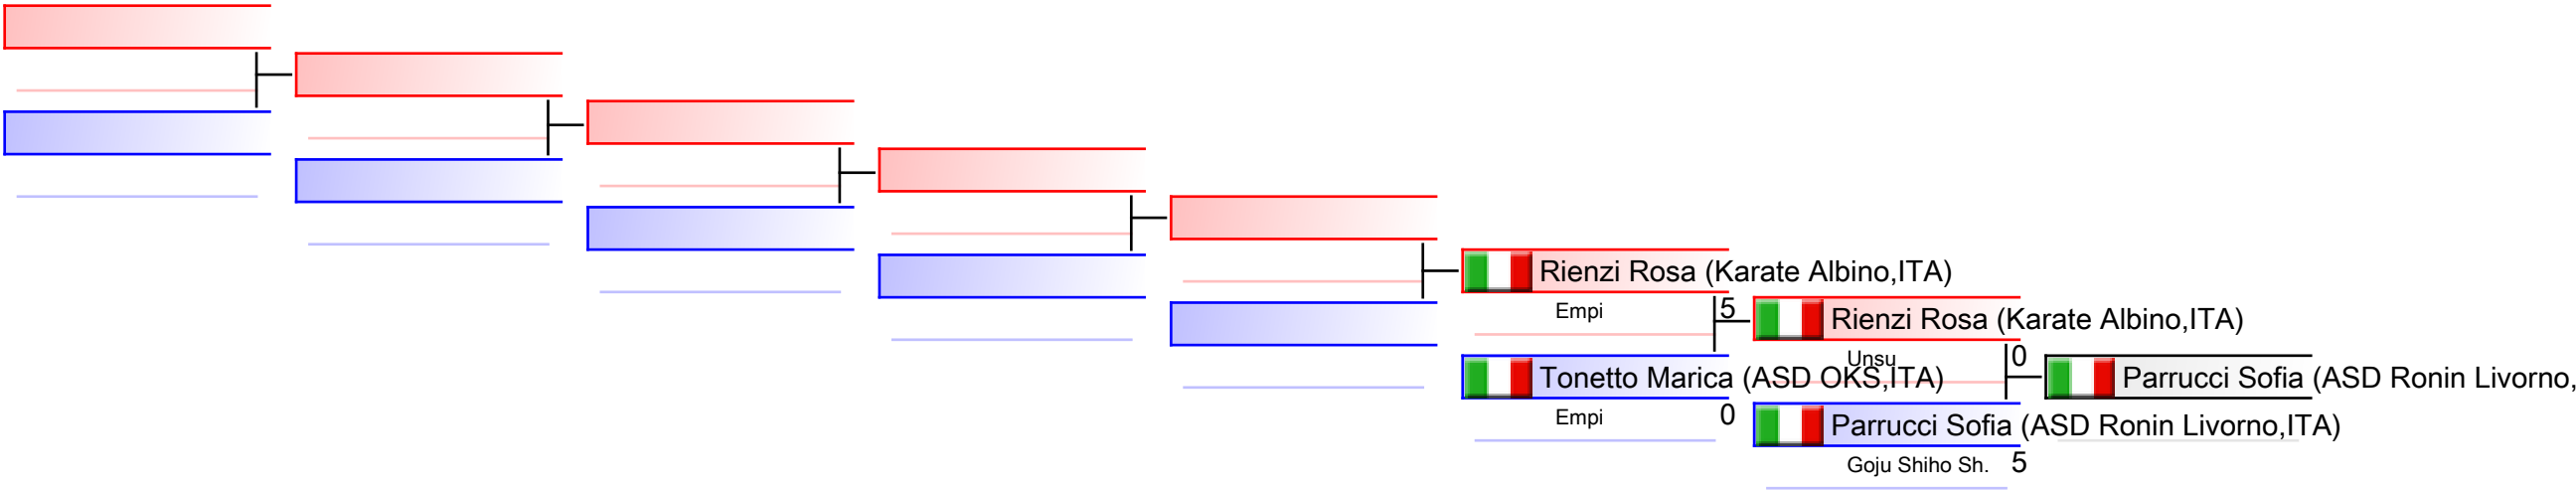 Rienzi Rosa (Karate Albino,ITA)
Empi
5
Rienzi Rosa (Karate Albino,ITA)
Unsu
0
Tonetto Marica (ASD OKS,ITA)
Parrucci Sofia (ASD Ronin Livorno,
Empi
0
Parrucci Sofia (ASD Ronin Livorno,ITA)
Goju Shiho Sh.
5